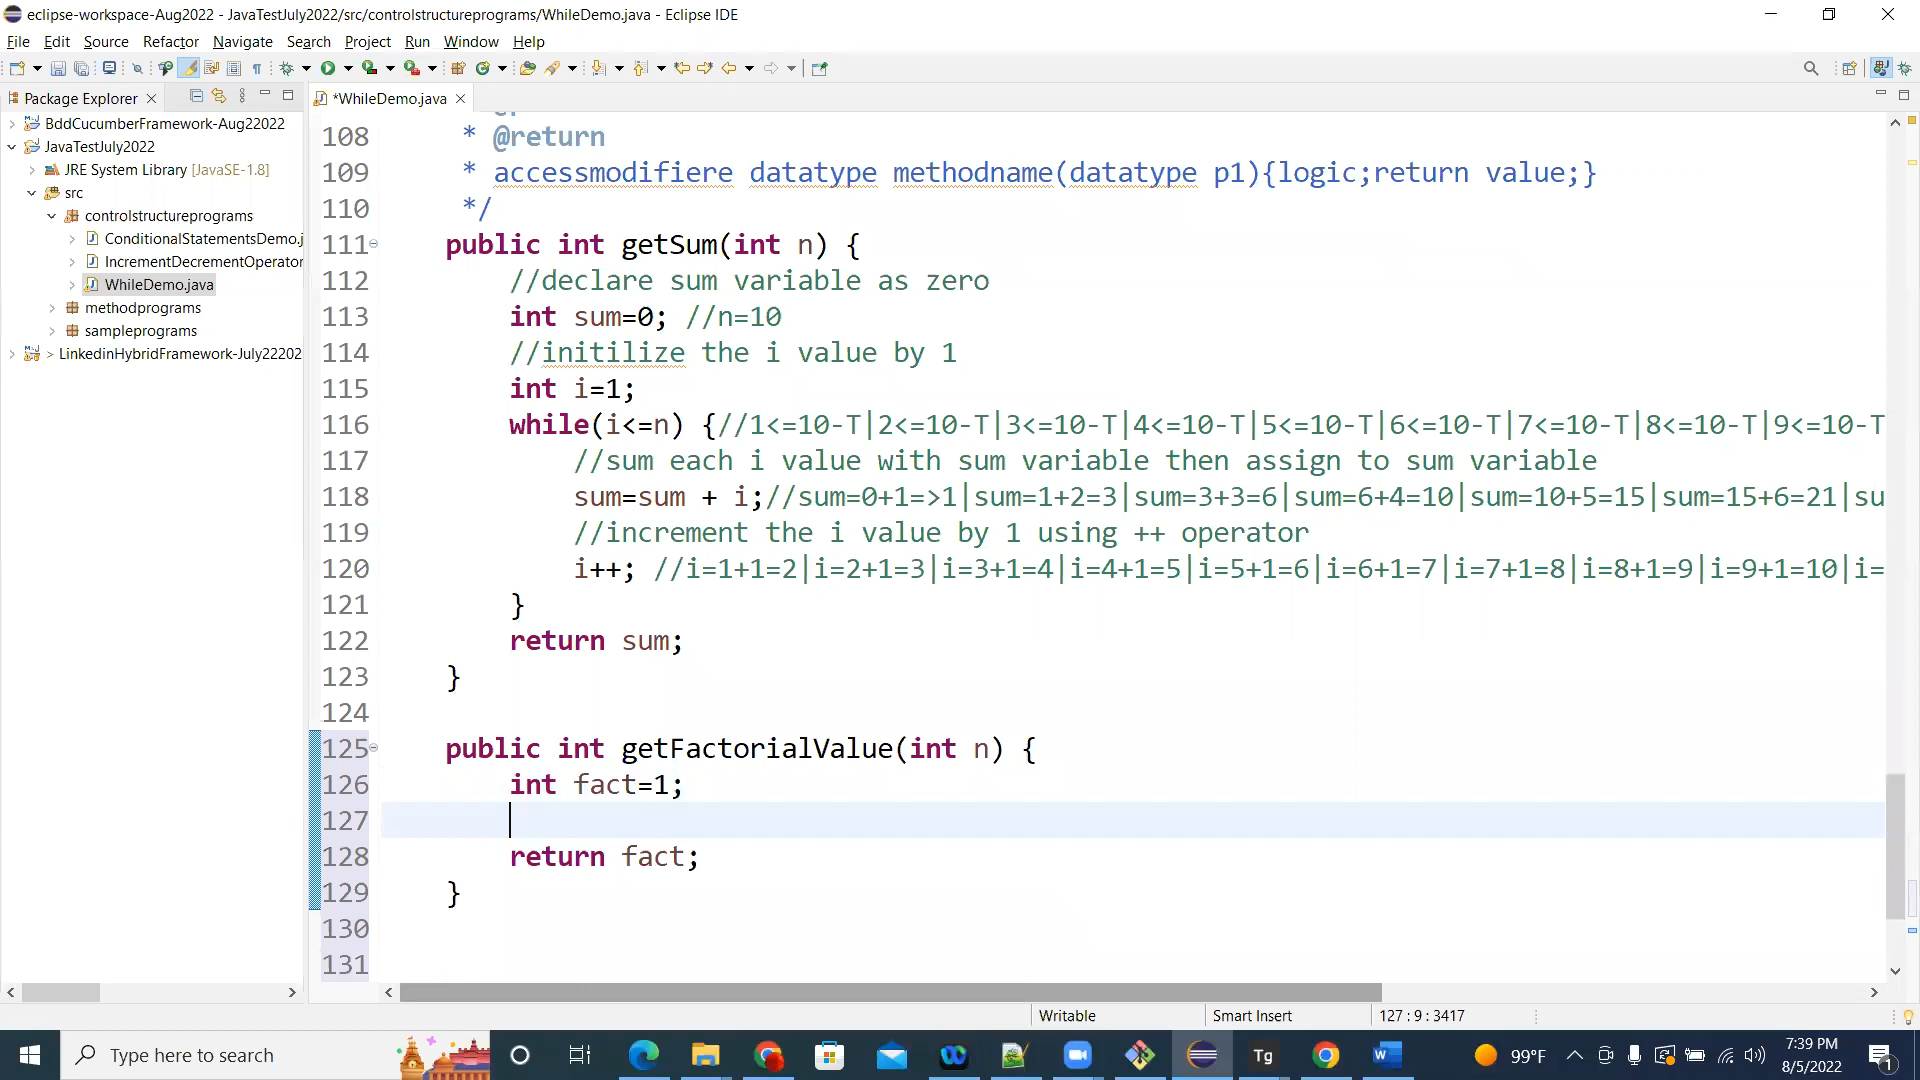 eclipse-workspace-Aug2022 - JavaTestJuly2022/src/controlstructureprograms/WhileDemo.java - Eclipse IDE
File Edit Source Refactor Navigate Search Project Run Window Help
Package Explorer
*WhileDemo.java
BddCucumberFramework-Aug22022
JavaTestJuly2022
JRE System Library [JavaSE-1.8]
src
controlstructureprograms
ConditionalStatementsDemo.j
IncrementDecrementOperator
WhileDemo.java
methodprograms
sampleprograms
> LinkedinHybridFramework-July22202
108 * @return
109 * accessmodifiere datatype methodname(datatype p1){logic;return value;}
110 */
111 public int getSum(int n) {
112 //declare sum variable as zero
113 int sum=0; //n=10
114 //initilize the i value by 1
115 int i=1;
116 while(i<=n) {//1<=10-T|2<=10-T|3<=10-T|4<=10-T|5<=10-T|6<=10-T|7<=10-T|8<=10-T|9<=10-T
117 //sum each i value with sum variable then assign to sum variable
118 sum=sum + i;//sum=0+1=>1|sum=1+2=3|sum=3+3=6|sum=6+4=10|sum=10+5=15|sum=15+6=21|su
119 //increment the i value by 1 using ++ operator
120 i++; //i=1+1=2|i=2+1=3|i=3+1=4|i=4+1=5|i=5+1=6|i=6+1=7|i=7+1=8|i=8+1=9|i=9+1=10|i=
121 }
122 return sum;
123 }
124
125 public int getFactorialValue(int n) {
126 int fact=1;
127
128 return fact;
129 }
130
131
Writable Smart Insert 127 : 9 : 3417
Type here to search
Tg
99°F
7:39 PM
8/5/2022
1